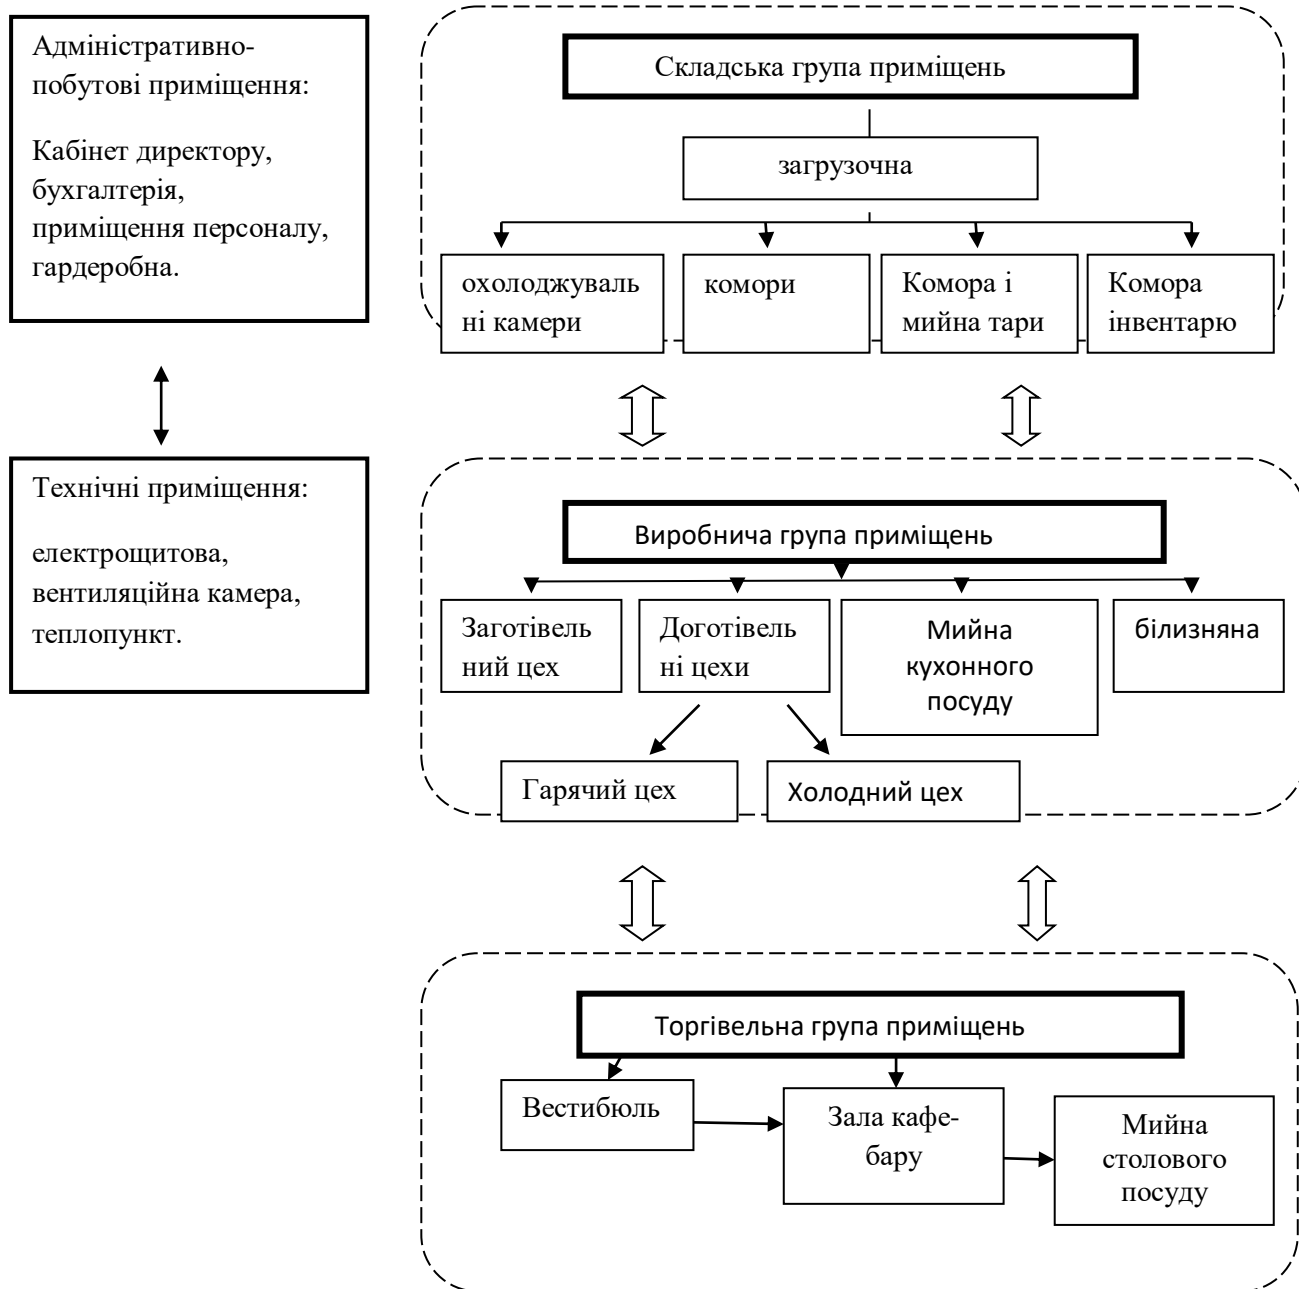 Адміністративно-
побутові приміщення:
Кабінет директору,
бухгалтерія,
приміщення персоналу,
гардеробна.
Технічні приміщення:
електрощитова,
вентиляційна камера,
теплопункт.
Складська група приміщень
загрузочна
охолоджуваль
ні камери
комори
Комора і
мийна тари
Комора
інвентарю
Виробнича група приміщень
Заготівель
ний цех
Доготівель
ні цехи
Мийна
кухонного
посуду
білизняна
Гарячий цех
Холодний цех
Торгівельна група приміщень
Вестибюль
Зала кафе-
бару
Мийна
столового
посуду